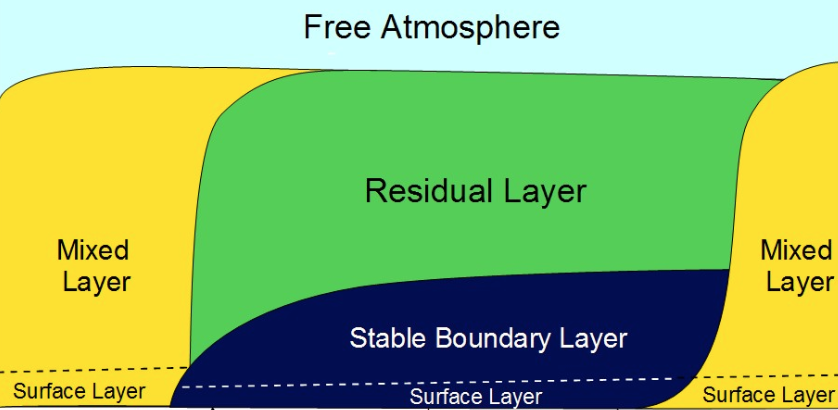 Free Atmosphere
Residual Layer
Mixed
Layer
Mixed
Layer
Stable Boundary Layer
Surface Layer
Surface Layer
Surface Layer